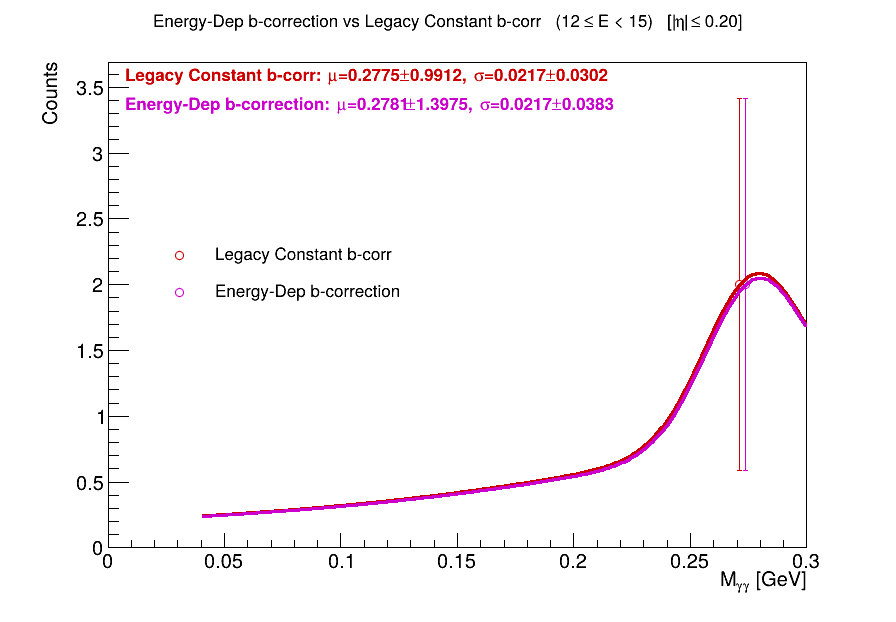 Energy-Dep b-correction vs Legacy Constant b-corr (12 ≤ E < 15) [|η| ≤ 0.20]
Counts
Legacy Constant b-corr: μ=0.2775±0.9912, σ=0.0217±0.0302
Energy-Dep b-correction: μ=0.2781±1.3975, σ=0.0217±0.0383
3.5
3
2.5
Legacy Constant b-corr
Energy-Dep b-correction
2
1.5
1
0.5
0
0 0.05 0.1 0.15 0.2 0.25 0.3
Mγγ [GeV]